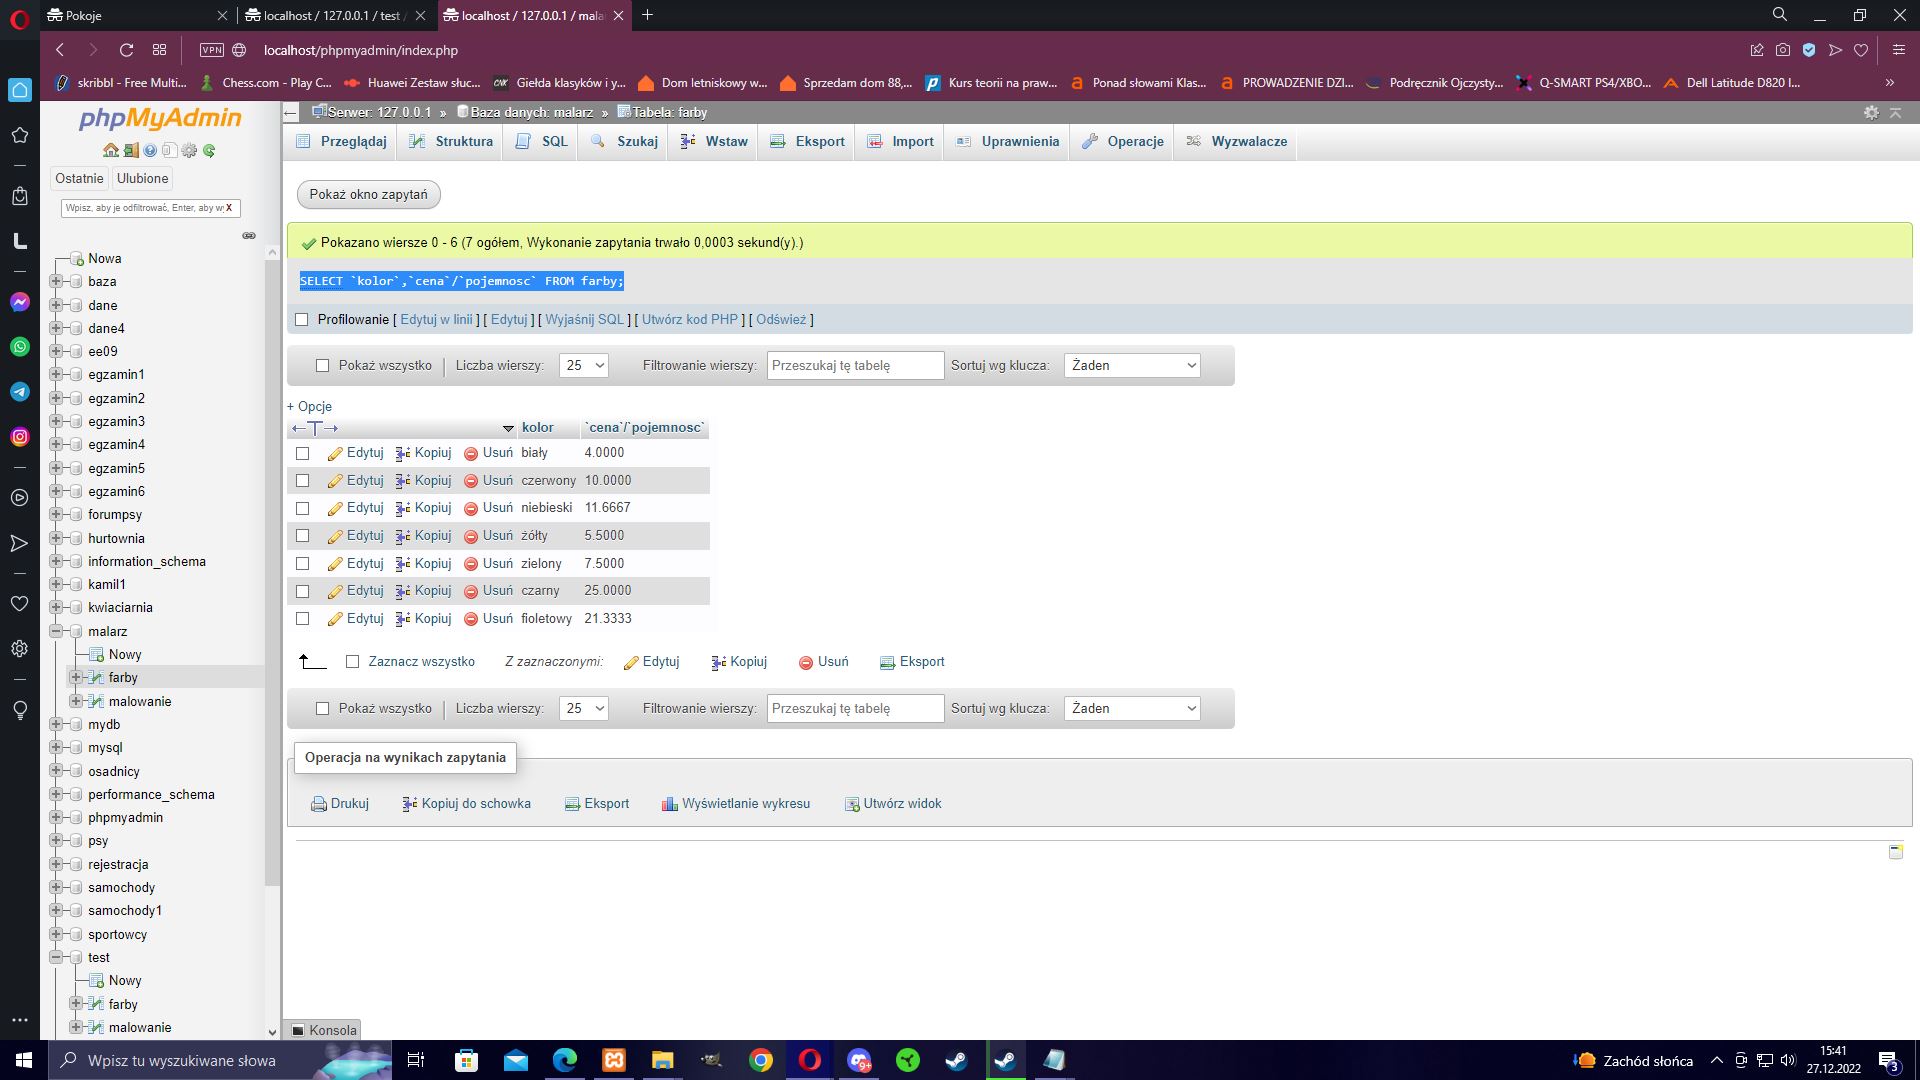 Pokoje
localhost / 127.0.0.1 / test
localhost / 127.0.0.1 / mala
VPN
localhost/phpmyadmin/index.php
skribbl - Free Multi...
Chess.com - Play C...
Huawei Zestaw słuc...
Giełda klasyków i y...
Dom letniskowy w...
Sprzedam dom 88,...
Kurs teorii na praw...
Ponad słowami Klas...
PROWADZENIE DZI...
Podręcznik Ojczysty...
Q-SMART PS4/XBO...
Dell Latitude D820 I...
phpMyAdmin
Ostatnie Ulubione
Wpisz, aby je odfiltrować, Enter, aby wy X
Nowa
baza
dane
dane4
ee09
egzamin1
egzamin2
egzamin3
egzamin4
egzamin5
egzamin6
forumpsy
hurtownia
information_schema
kamil1
kwiaciarnia
malarz
Nowy
farby
malowanie
mydb
mysql
osadnicy
performance_schema
phpmyadmin
psy
rejestracja
samochody
samochody1
sportowcy
test
Nowy
farby
malowanie
Serwer: 127.0.0.1 » Baza danych: malarz » Tabela: farby
Przeglądaj Struktura SQL Szukaj Wstaw Eksport Import Uprawnienia Operacje Wyzwalacze
Pokaż okno zapytań
Pokazano wiersze 0 - 6 (7 ogółem, Wykonanie zapytania trwało 0,0003 sekund(y).)
SELECT `kolor`,`cena`/`pojemnosc` FROM farby;
Profilowanie [ Edytuj w linii ] [ Edytuj ] [ Wyjaśnij SQL ] [ Utwórz kod PHP ] [ Odśwież ]
Pokaż wszystko Liczba wierszy: 25 Filtrowanie wierszy: Przeszukaj tę tabelę Sortuj wg klucza: Żaden
+ Opcje
kolor `cena`/`pojemnosc`
Edytuj Kopiuj Usuń biały 4.0000
Edytuj Kopiuj Usuń czerwony 10.0000
Edytuj Kopiuj Usuń niebieski 11.6667
Edytuj Kopiuj Usuń żółty 5.5000
Edytuj Kopiuj Usuń zielony 7.5000
Edytuj Kopiuj Usuń czarny 25.0000
Edytuj Kopiuj Usuń fioletowy 21.3333
Zaznacz wszystko Z zaznaczonymi: Edytuj Kopiuj Usuń Eksport
Pokaż wszystko Liczba wierszy: 25 Filtrowanie wierszy: Przeszukaj tę tabelę Sortuj wg klucza: Żaden
Operacja na wynikach zapytania
Drukuj Kopiuj do schowka Eksport Wyświetlanie wykresu Utwórz widok
Konsola
Wpisz tu wyszukiwane słowa
9+
Zachód słońca
15:41
27.12.2022
3